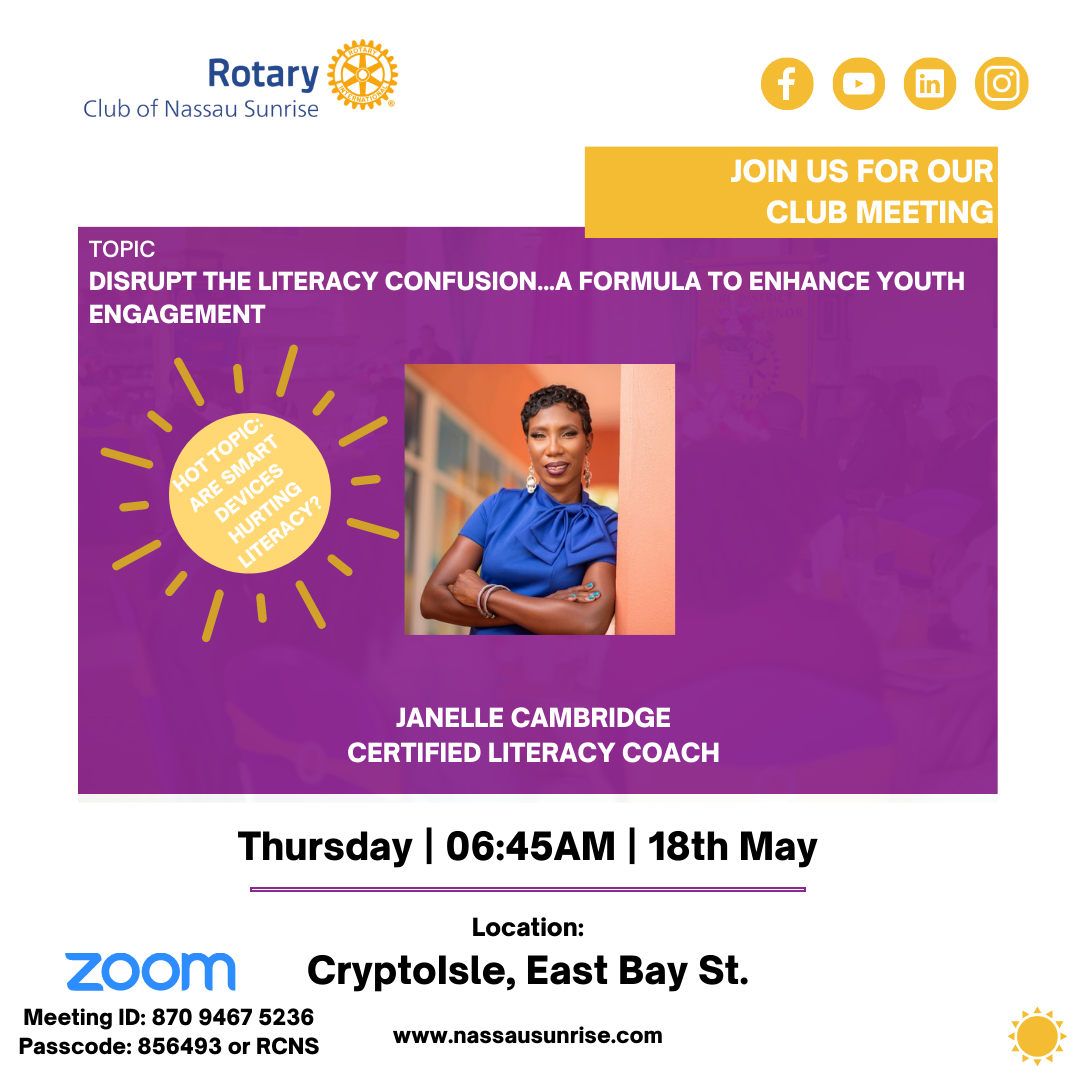 Rotary
Club of Nassau Sunrise
ROTARY
INTERNATIONAL
JOIN US FOR OUR
CLUB MEETING
TOPIC
DISRUPT THE LITERACY CONFUSION...A FORMULA TO ENHANCE YOUTH
ENGAGEMENT
HOT TOPIC:
ARE SMART
DEVICES
HURTING
LITERACY?
JANELLE CAMBRIDGE
CERTIFIED LITERACY COACH
Thursday | 06:45AM | 18th May
Location:
CryptoIsle, East Bay St.
zoom
Meeting ID: 870 9467 5236
Passcode: 856493 or RCNS
www.nassausunrise.com